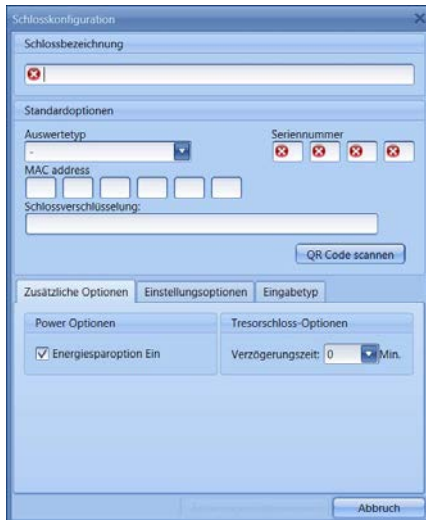 Schlosskonfiguration
Schlossbezeichnung
Standardoptionen
Auswertetyp Seriennummer
-
MAC address
Schlossverschlüsselung:
QR Code scannen
Zusätzliche Optionen Einstellungsoptionen Eingabetyp
Power Optionen Tresorschloss-Optionen
Energiesparoption Ein Verzögerungszeit: 0 Min.
Abbruch